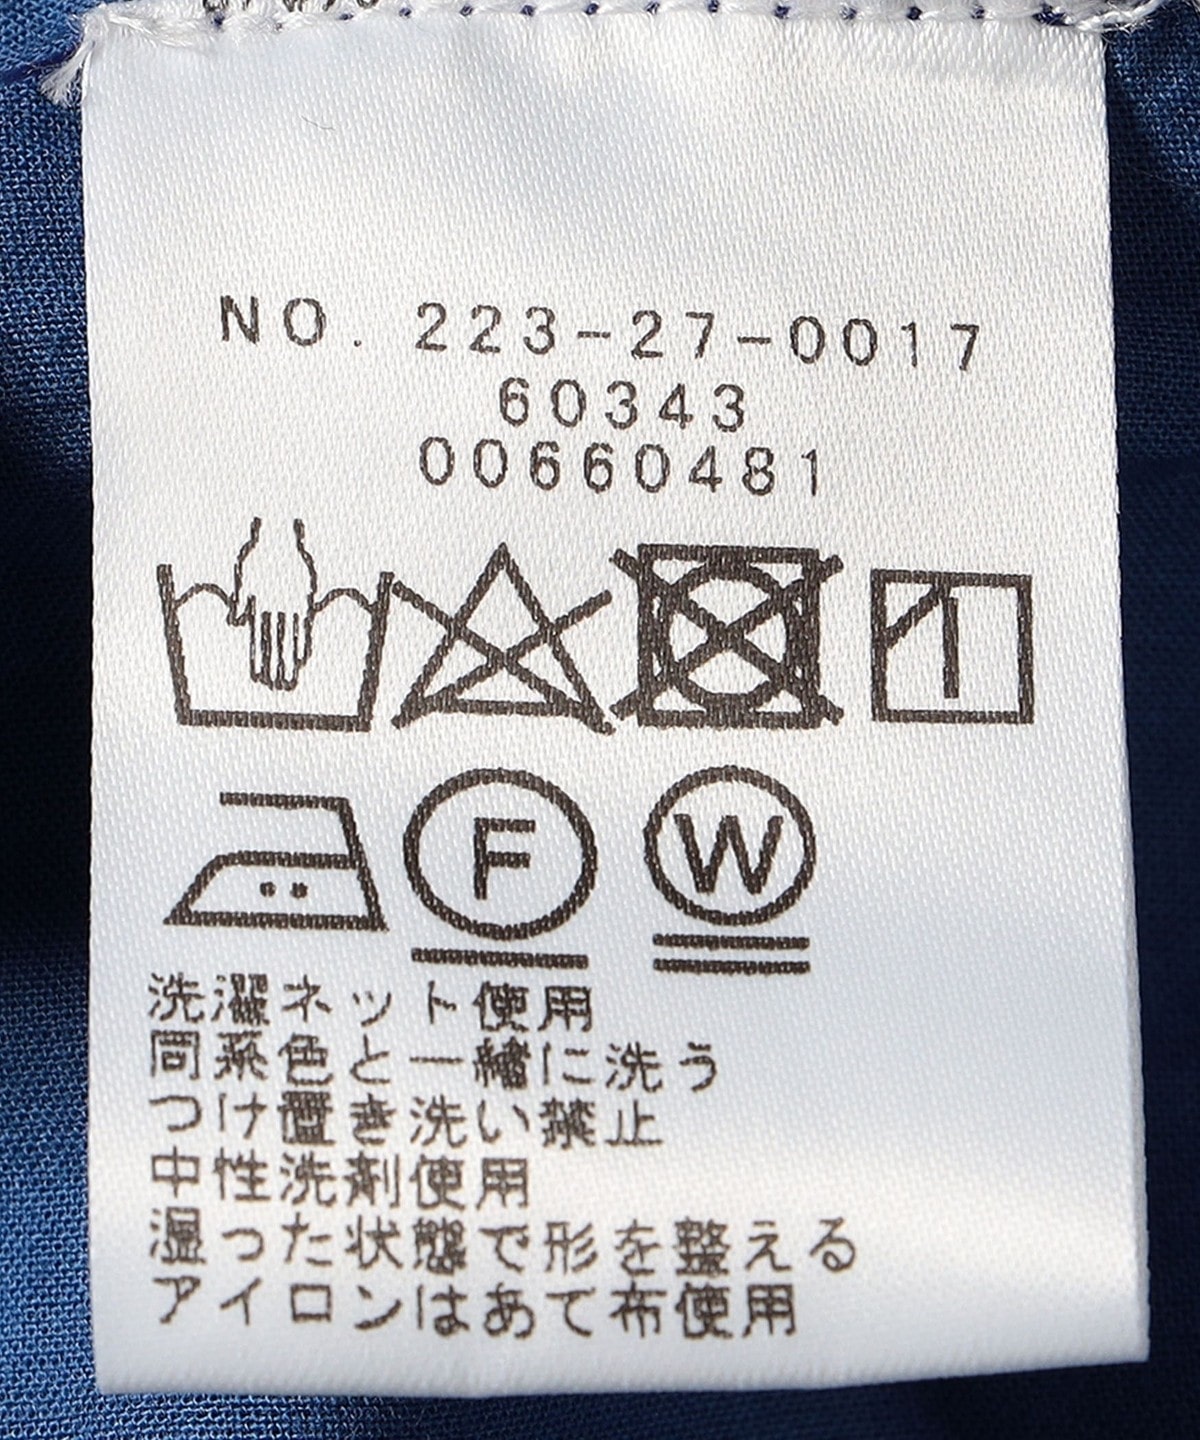 NO. 223-27-0017
60343
00660481
F W
洗濯ネット使用
同系色と一緒に洗う
つけ置き洗い禁止
中性洗剤使用
湿った状態で形を整える
アイロンはあて布使用